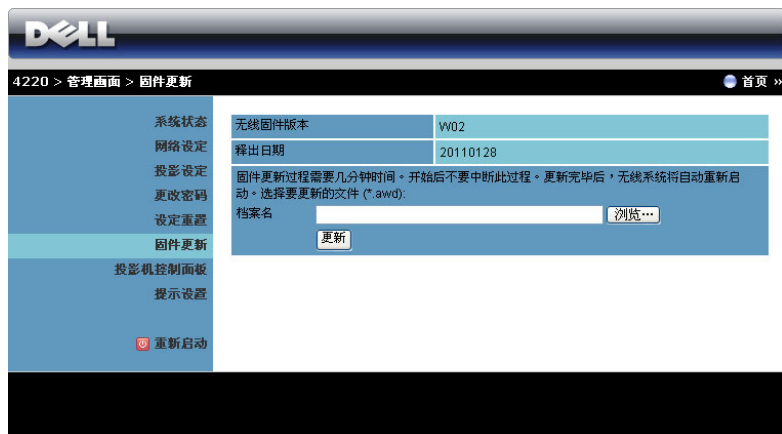 DELL
4220 > 管理画面 > 固件更新
首页 »
系统状态
网络设定
投影设定
更改密码
设定重置
固件更新
投影机控制面板
提示设置
重新启动
无线固件版本 W02
释出日期 20110128
固件更新过程需要几分钟时间。开始后不要中断此过程。更新完毕后，无线系统将自动重新启
动。选择要更新的文件 (*.awd):
档案名 浏览…
更新